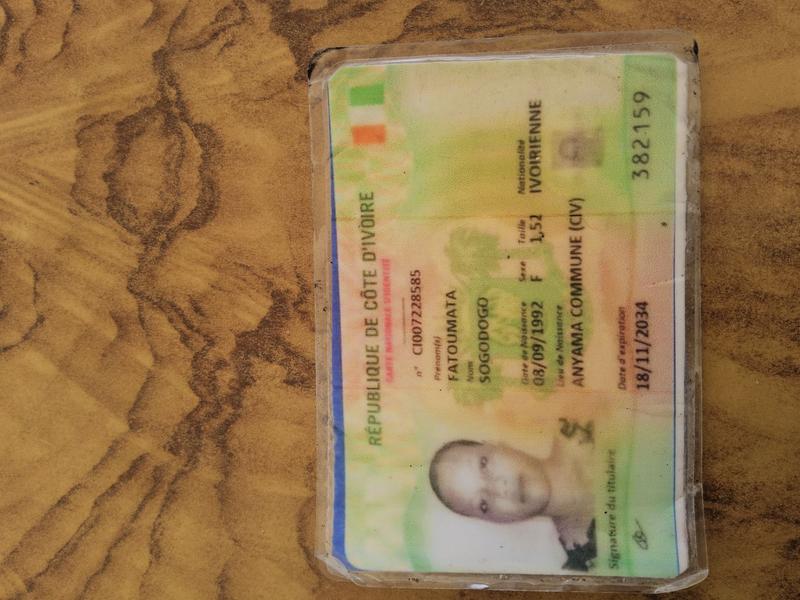 RÉPUBLIQUE DE CÔTE D'IVOIRE
CARTE NATIONALE D'IDENTITÉ
n° CI007228585
Prénom(s)
FATOUMATA
Nom
SOGODOGO
Date de Naissance Sexe Taille Nationalité
08/09/1992 F 1,52 IVOIRIENNE
Lieu de Naissance
ANYAMA COMMUNE (CIV)
Signature du titulaire
Date d'expiration
18/11/2034
382159